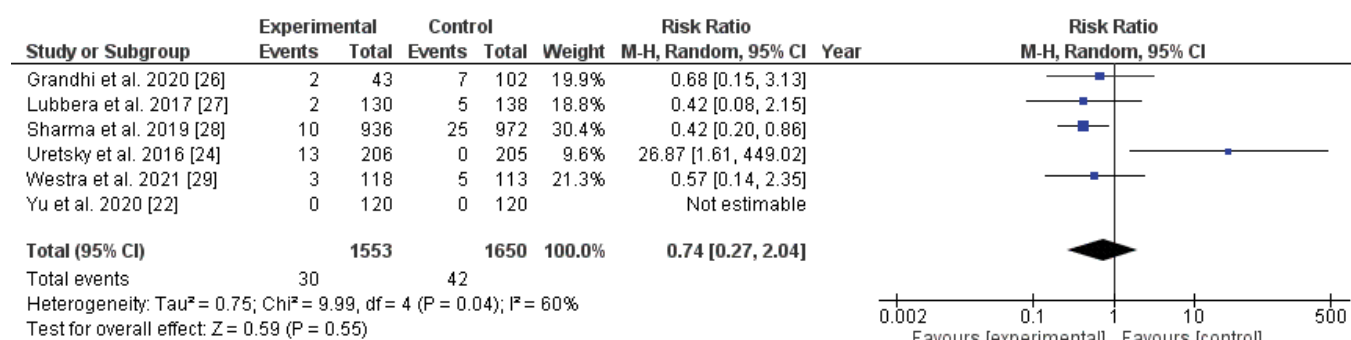 Experimental Control Risk Ratio Risk Ratio
Study or Subgroup Events Total Events Total Weight M-H, Random, 95% CI Year M-H, Random, 95% CI
Grandhi et al. 2020 [26] 2 43 7 102 19.9% 0.68 [0.15, 3.13]
Lubbera et al. 2017 [27] 2 130 5 138 18.8% 0.42 [0.08, 2.15]
Sharma et al. 2019 [28] 10 936 25 972 30.4% 0.42 [0.20, 0.86]
Uretsky et al. 2016 [24] 13 206 0 205 9.6% 26.87 [1.61, 449.02]
Westra et al. 2021 [29] 3 118 5 113 21.3% 0.57 [0.14, 2.35]
Yu et al. 2020 [22] 0 120 0 120 Not estimable
Total (95% CI) 1553 1650 100.0% 0.74 [0.27, 2.04]
Total events 30 42
Heterogeneity: Tau² = 0.75; Chi² = 9.99, df = 4 (P = 0.04); I² = 60%
Test for overall effect: Z = 0.59 (P = 0.55)
0.002 0.1 1 10 500
Favours [experimental] Favours [control]